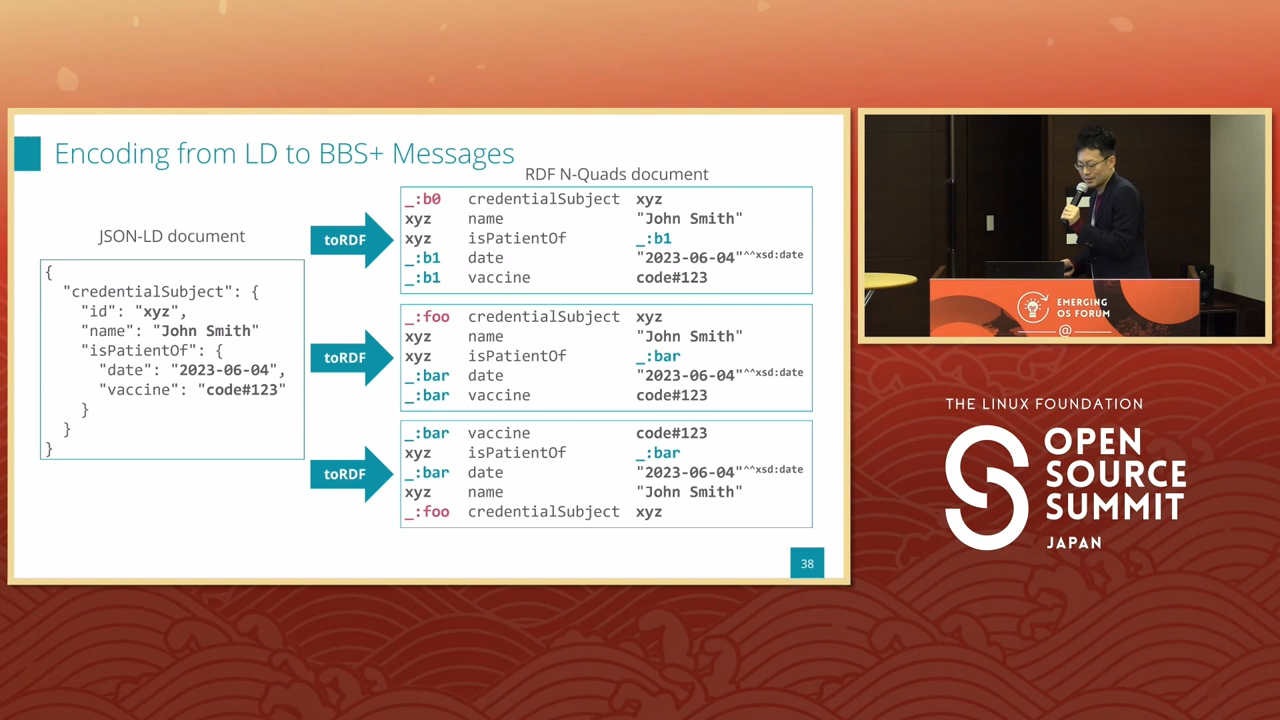 Encoding from LD to BBS+ Messages
RDF N-Quads document
JSON-LD document
{
"credentialSubject": {
"id": "xyz",
"name": "John Smith"
"isPatientOf": {
"date": "2023-06-04",
"vaccine": "code#123"
}
}
}
toRDF
_:b0 credentialSubject xyz
xyz name "John Smith"
xyz isPatientOf _:b1
_:b1 date "2023-06-04"^^xsd:date
_:b1 vaccine code#123
toRDF
_:foo credentialSubject xyz
xyz name "John Smith"
xyz isPatientOf _:bar
_:bar date "2023-06-04"^^xsd:date
_:bar vaccine code#123
toRDF
_:bar vaccine code#123
xyz isPatientOf _:bar
_:bar date "2023-06-04"^^xsd:date
xyz name "John Smith"
_:foo credentialSubject xyz
38
EMERGING
OS FORUM
@
THE LINUX FOUNDATION
OPEN
SOURCE
SUMMIT
JAPAN